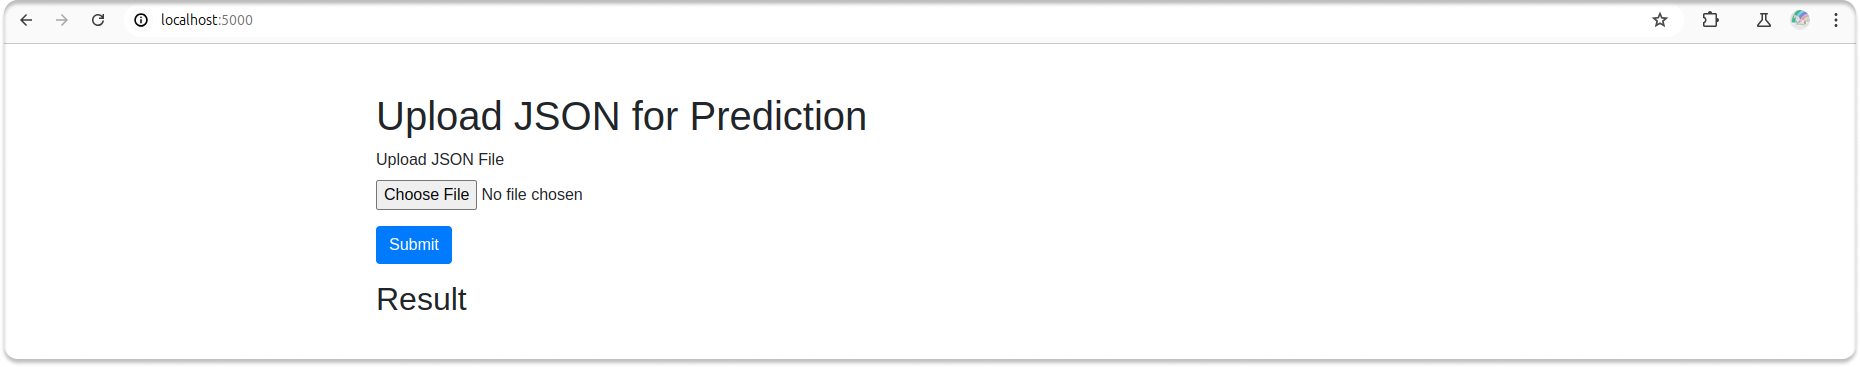 localhost:5000
Upload JSON for Prediction
Upload JSON File
Choose File No file chosen
Submit
Result